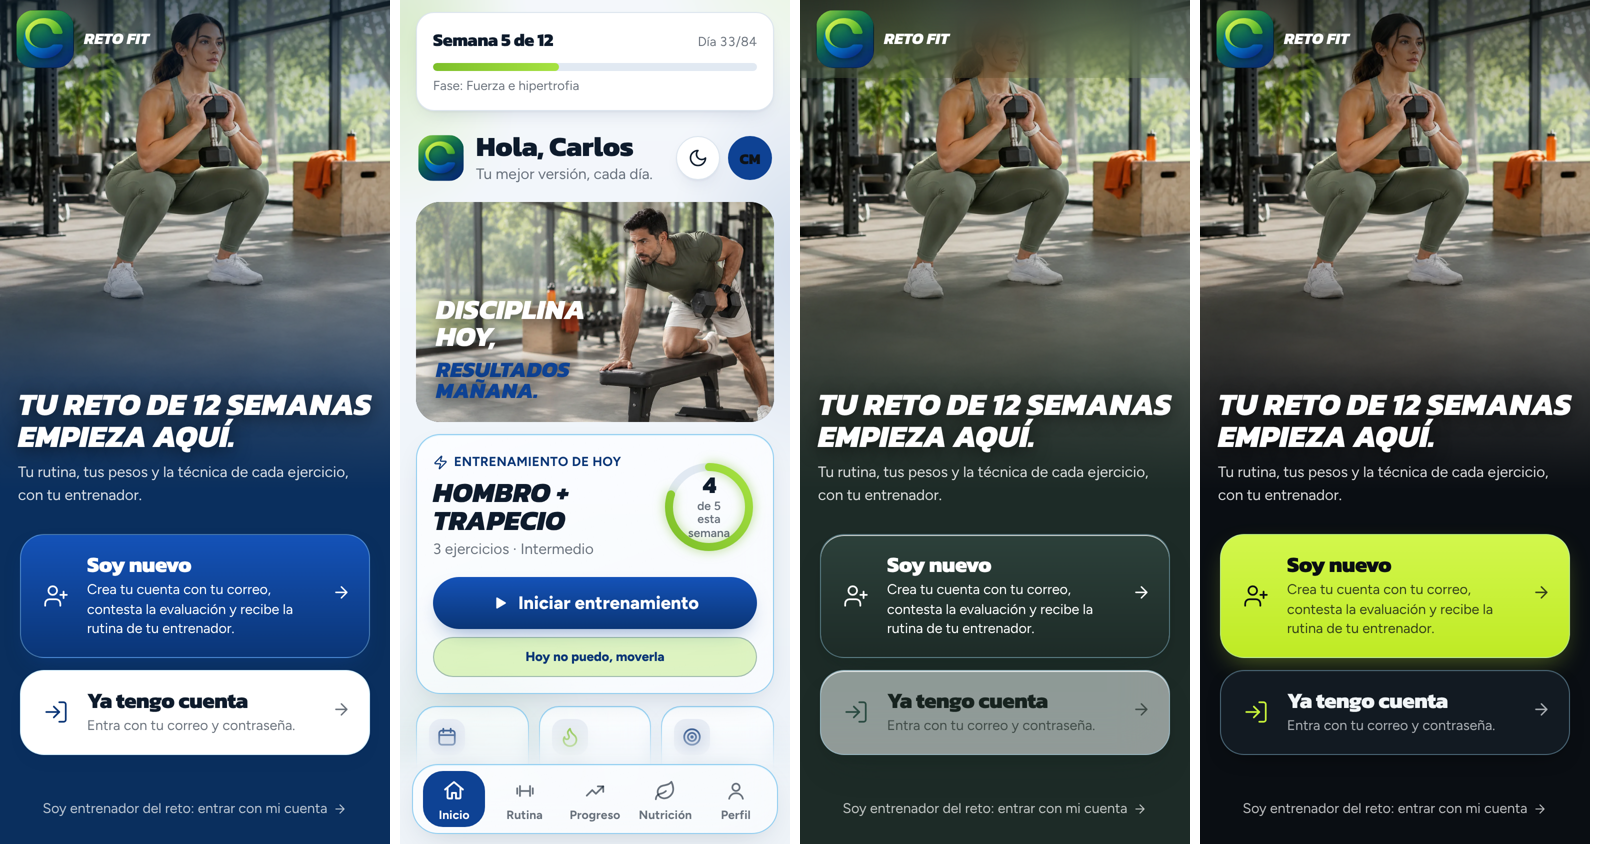 RETO FIT
TU RETO DE 12 SEMANAS
EMPIEZA AQUÍ.
Tu rutina, tus pesos y la técnica de cada ejercicio,
con tu entrenador.
Soy nuevo
Crea tu cuenta con tu correo,
contesta la evaluación y recibe la
rutina de tu entrenador.
Ya tengo cuenta
Entra con tu correo y contraseña.
Soy entrenador del reto: entrar con mi cuenta →
Semana 5 de 12
Día 33/84
Fase: Fuerza e hipertrofia
Hola, Carlos
Tu mejor versión, cada día.
CM
DISCIPLINA
HOY,
RESULTADOS
MAÑANA.
ENTRENAMIENTO DE HOY
HOMBRO +
TRAPECIO
3 ejercicios · Intermedio
4
de 5
esta
semana
Iniciar entrenamiento
Hoy no puedo, moverla
Inicio
Rutina
Progreso
Nutrición
Perfil
RETO FIT
TU RETO DE 12 SEMANAS
EMPIEZA AQUÍ.
Tu rutina, tus pesos y la técnica de cada ejercicio,
con tu entrenador.
Soy nuevo
Crea tu cuenta con tu correo,
contesta la evaluación y recibe la
rutina de tu entrenador.
Ya tengo cuenta
Entra con tu correo y contraseña.
Soy entrenador del reto: entrar con mi cuenta →
RETO FIT
TU RETO DE 12 SEMANAS
EMPIEZA AQUÍ.
Tu rutina, tus pesos y la técnica de cada ejercicio,
con tu entrenador.
Soy nuevo
Crea tu cuenta con tu correo,
contesta la evaluación y recibe la
rutina de tu entrenador.
Ya tengo cuenta
Entra con tu correo y contraseña.
Soy entrenador del reto: entrar con mi cuenta →